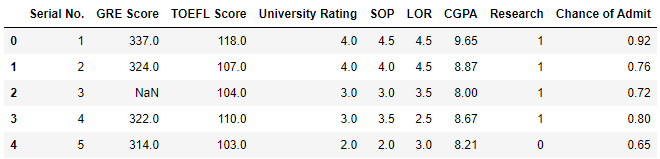 Serial No. GRE Score TOEFL Score University Rating SOP LOR CGPA Research Chance of Admit
0 1 337.0 118.0 4.0 4.5 4.5 9.65 1 0.92
1 2 324.0 107.0 4.0 4.0 4.5 8.87 1 0.76
2 3 NaN 104.0 3.0 3.0 3.5 8.00 1 0.72
3 4 322.0 110.0 3.0 3.5 2.5 8.67 1 0.80
4 5 314.0 103.0 2.0 2.0 3.0 8.21 0 0.65